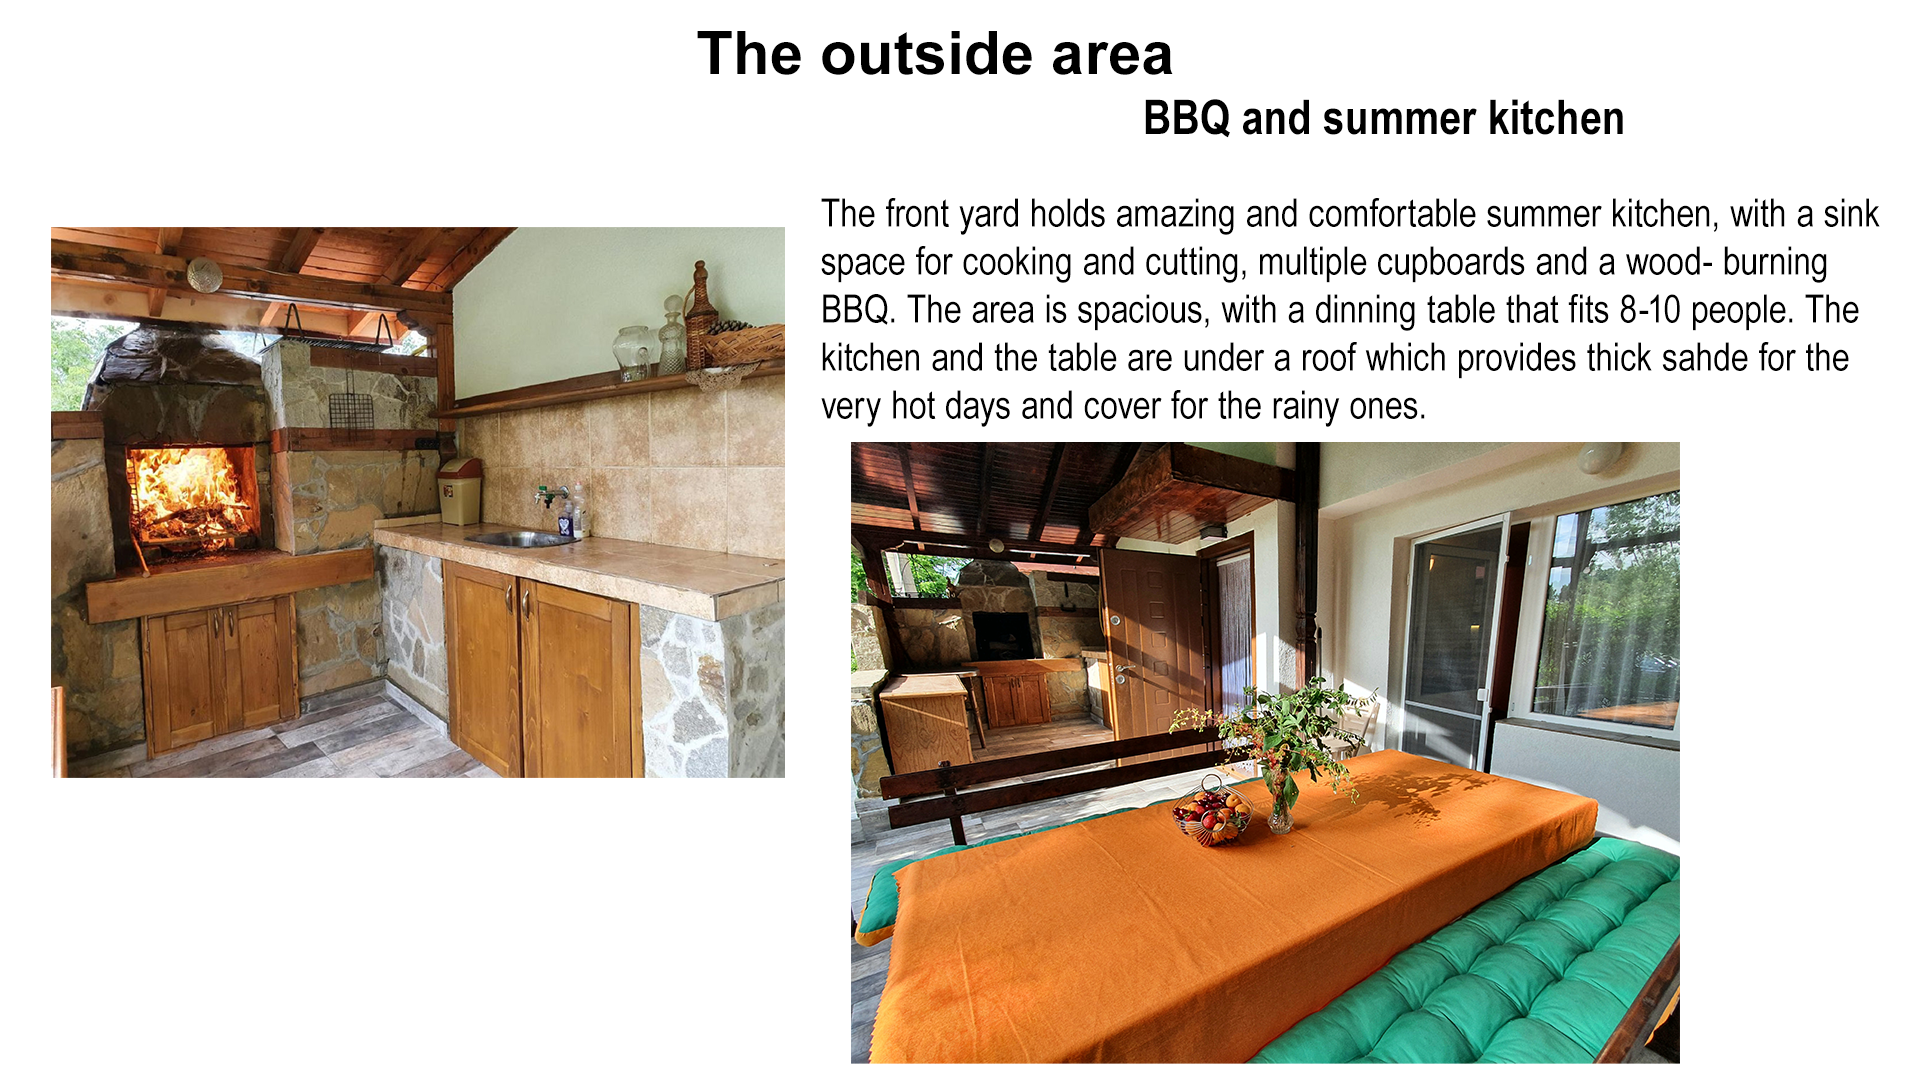 The outside area
BBQ and summer kitchen
The front yard holds amazing and comfortable summer kitchen, with a sink
space for cooking and cutting, multiple cupboards and a wood- burning
BBQ. The area is spacious, with a dinning table that fits 8-10 people. The
kitchen and the table are under a roof which provides thick sahde for the
very hot days and cover for the rainy ones.